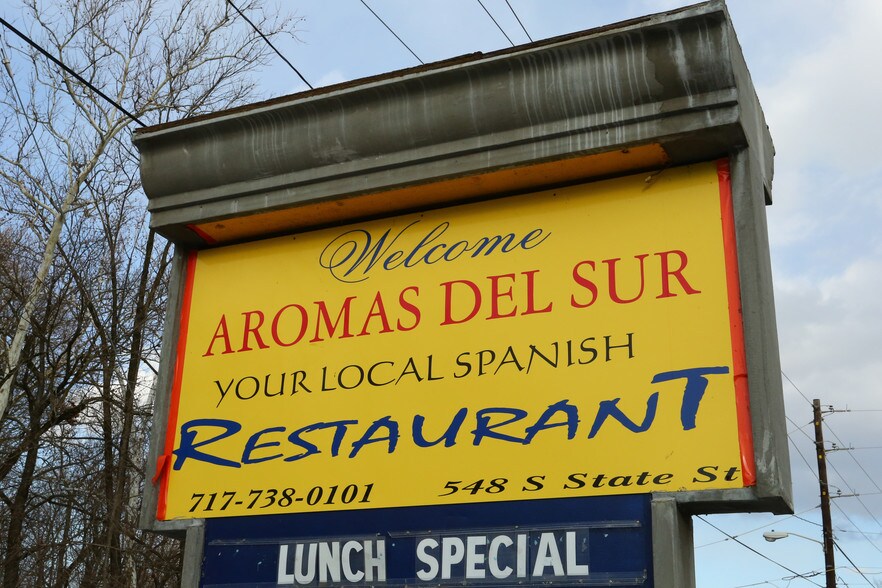 Welcome
AROMAS DEL SUR
YOUR LOCAL SPANISH
RESTAURANT
717-738-0101 548 S State St
LUNCH SPECIAL